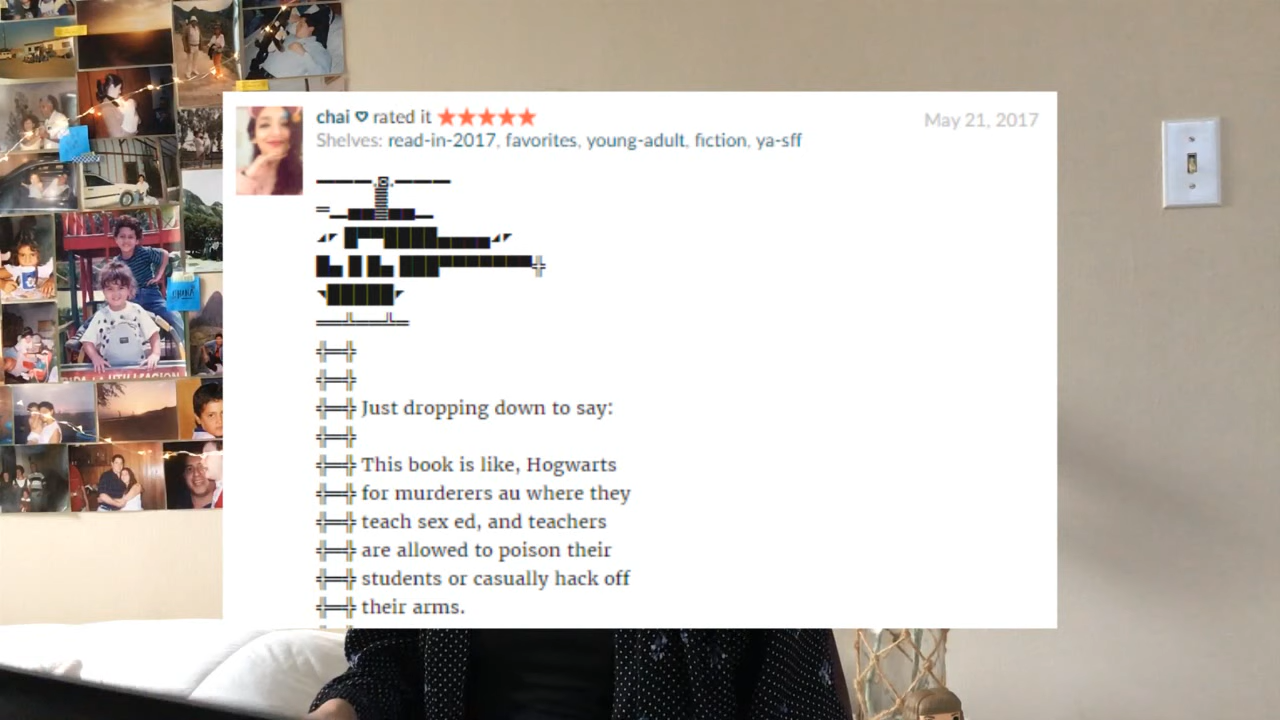 chai ♡ rated it ★★★★★
May 21, 2017
Shelves: read-in-2017, favorites, young-adult, fiction, ya-sff
Just dropping down to say:
This book is like, Hogwarts
for murderers au where they
teach sex ed, and teachers
are allowed to poison their
students or casually hack off
their arms.